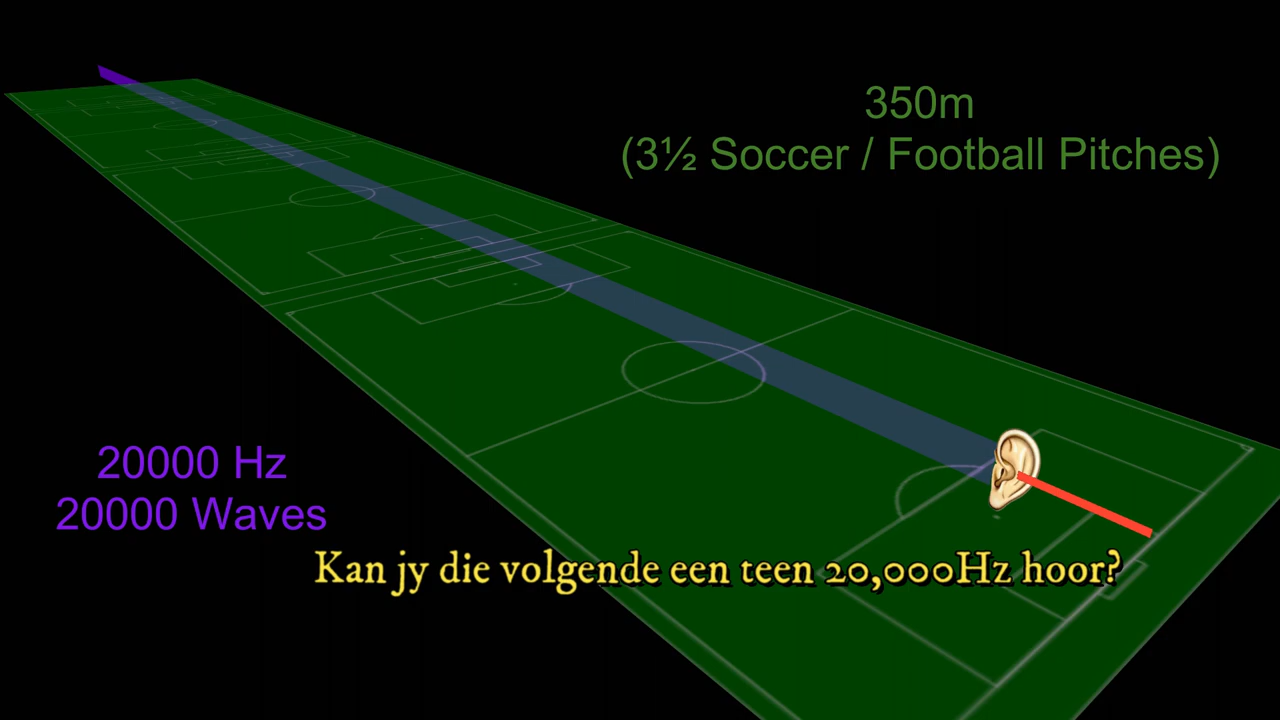 350m
(3½ Soccer / Football Pitches)
20000 Hz
20000 Waves
Kan jy die volgende een teen 20,000Hz hoor?